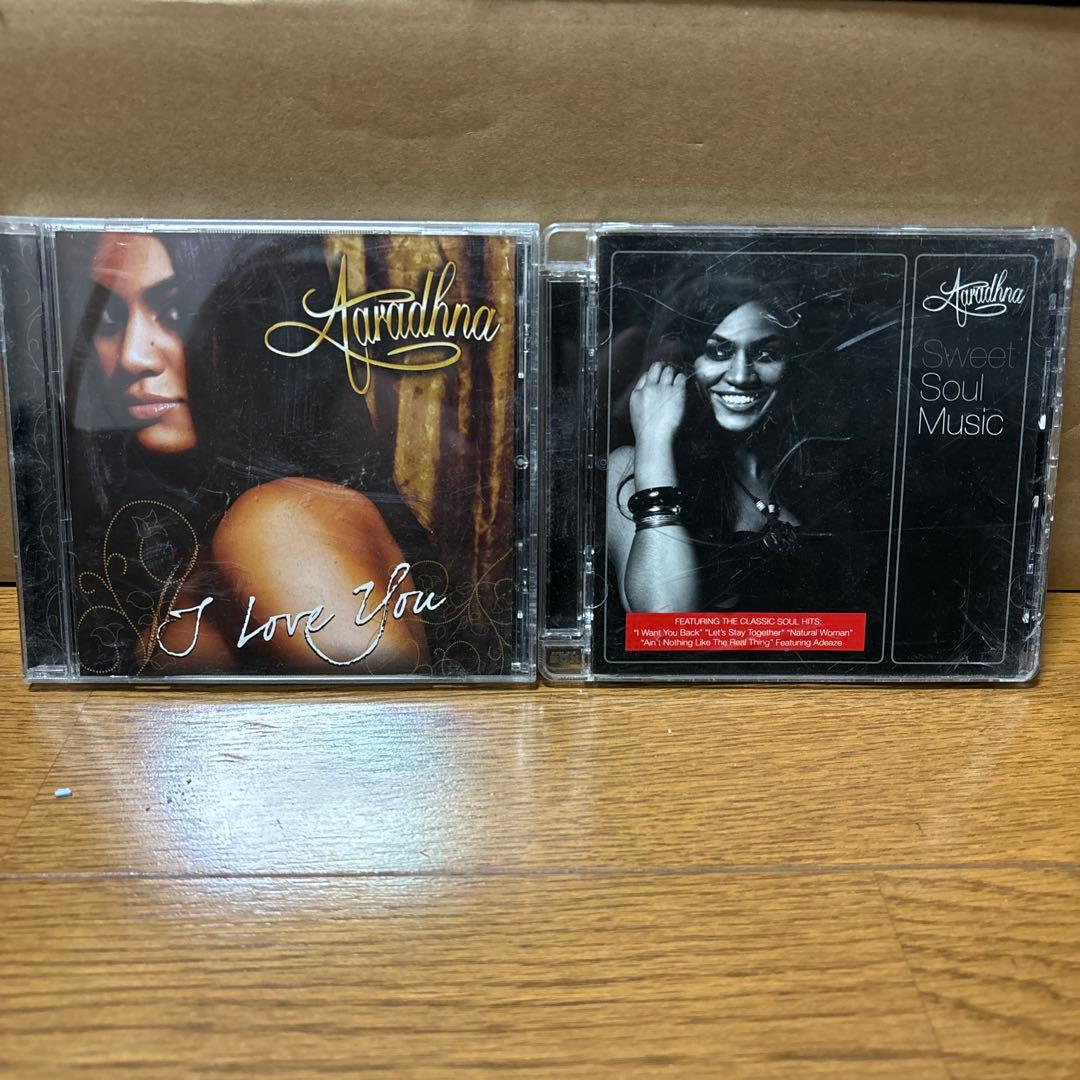 Aaradhna
I Love You
Aaradhna
Sweet
Soul
Music
FEATURING THE CLASSIC SOUL HITS:
"I Want You Back" "Let's Stay Together" "Natural Woman"
"Ain't Nothing Like The Real Thing" Featuring Adeaze